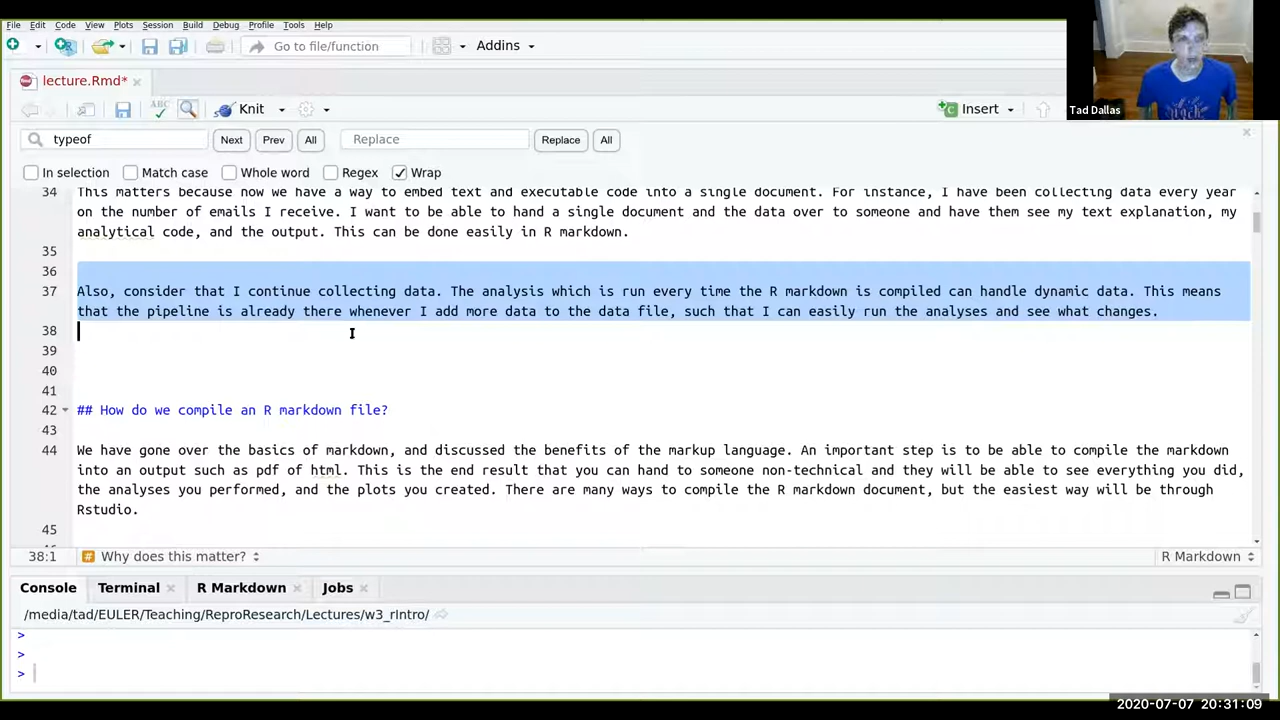 File Edit Code View Plots Session Build Debug Profile Tools Help
Go to file/function Addins
lecture.Rmd*
ABC Knit Insert
typeof Next Prev All Replace Replace All
In selection Match case Whole word Regex Wrap
34 This matters because now we have a way to embed text and executable code into a single document. For instance, I have been collecting data every year
on the number of emails I receive. I want to be able to hand a single document and the data over to someone and have them see my text explanation, my
analytical code, and the output. This can be done easily in R markdown.
35
36
37 Also, consider that I continue collecting data. The analysis which is run every time the R markdown is compiled can handle dynamic data. This means
that the pipeline is already there whenever I add more data to the data file, such that I can easily run the analyses and see what changes.
38
39
40
41
42 ## How do we compile an R markdown file?
43
44 We have gone over the basics of markdown, and discussed the benefits of the markup language. An important step is to be able to compile the markdown
into an output such as pdf of html. This is the end result that you can hand to someone non-technical and they will be able to see everything you did,
the analyses you performed, and the plots you created. There are many ways to compile the R markdown document, but the easiest way will be through
Rstudio.
45
38:1 # Why does this matter? R Markdown
Console Terminal R Markdown Jobs
/media/tad/EULER/Teaching/ReproResearch/Lectures/w3_rIntro/
>
>
>
Tad Dallas
2020-07-07 20:31:09